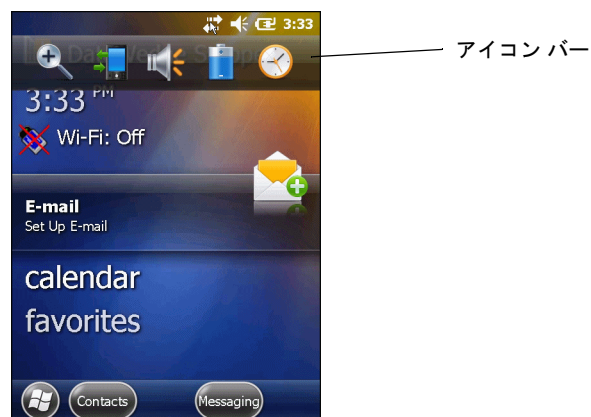 3:33
アイコン バー
3:33 PM
Wi-Fi: Off
E-mail
Set Up E-mail
calendar
favorites
Contacts
Messaging